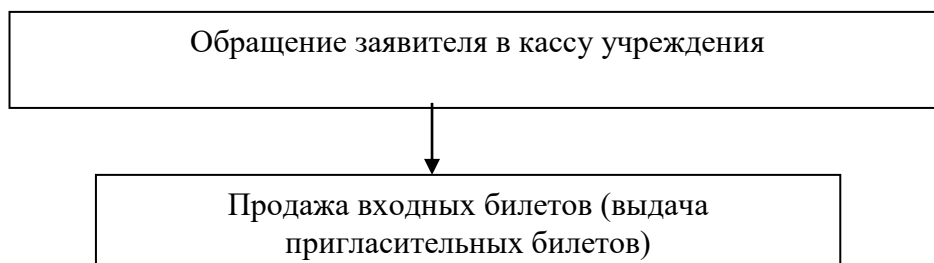 Обращение заявителя в кассу учреждения
Продажа входных билетов (выдача
пригласительных билетов)